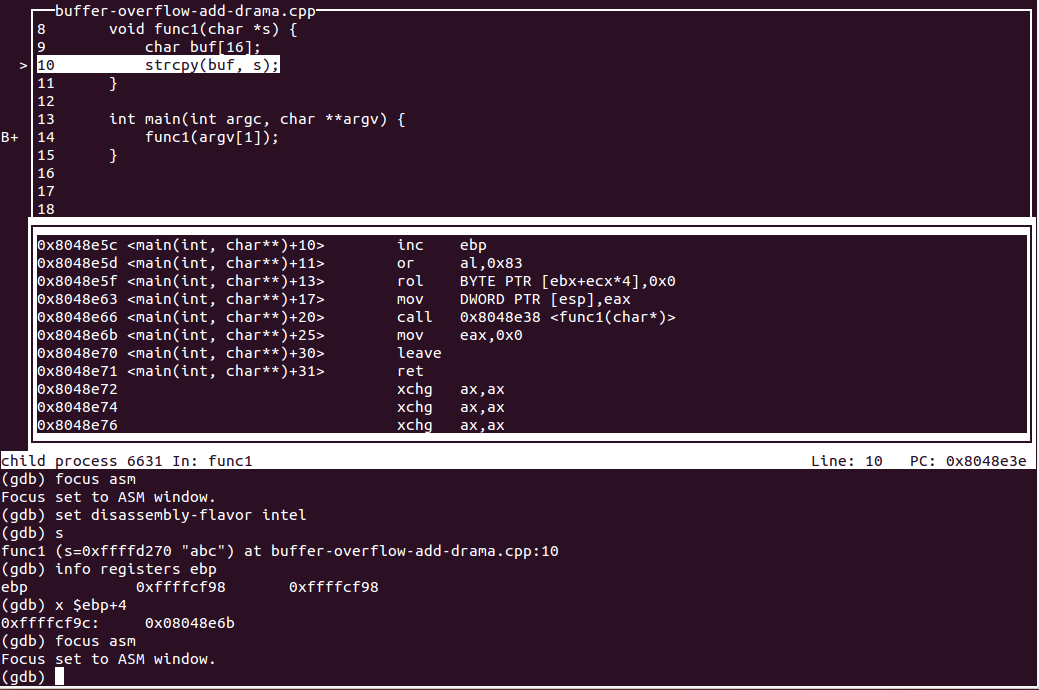 buffer-overflow-add-drama.cpp
8       void func1(char *s) {
9           char buf[16];
>10          strcpy(buf, s);
11      }
12
13      int main(int argc, char **argv) {
B+ 14          func1(argv[1]);
15      }
16
17
18
0x8048e5c <main(int, char**)+10>        inc    ebp
0x8048e5d <main(int, char**)+11>        or     al,0x83
0x8048e5f <main(int, char**)+13>        rol    BYTE PTR [ebx+ecx*4],0x0
0x8048e63 <main(int, char**)+17>        mov    DWORD PTR [esp],eax
0x8048e66 <main(int, char**)+20>        call   0x8048e38 <func1(char*)>
0x8048e6b <main(int, char**)+25>        mov    eax,0x0
0x8048e70 <main(int, char**)+30>        leave
0x8048e71 <main(int, char**)+31>        ret
0x8048e72                               xchg   ax,ax
0x8048e74                               xchg   ax,ax
0x8048e76                               xchg   ax,ax
child process 6631 In: func1                    Line: 10   PC: 0x8048e3e
(gdb) focus asm
Focus set to ASM window.
(gdb) set disassembly-flavor intel
(gdb) s
func1 (s=0xffffd270 "abc") at buffer-overflow-add-drama.cpp:10
(gdb) info registers ebp
ebp            0xffffcf98       0xffffcf98
(gdb) x $ebp+4
0xffffcf9c:     0x08048e6b
(gdb) focus asm
Focus set to ASM window.
(gdb)